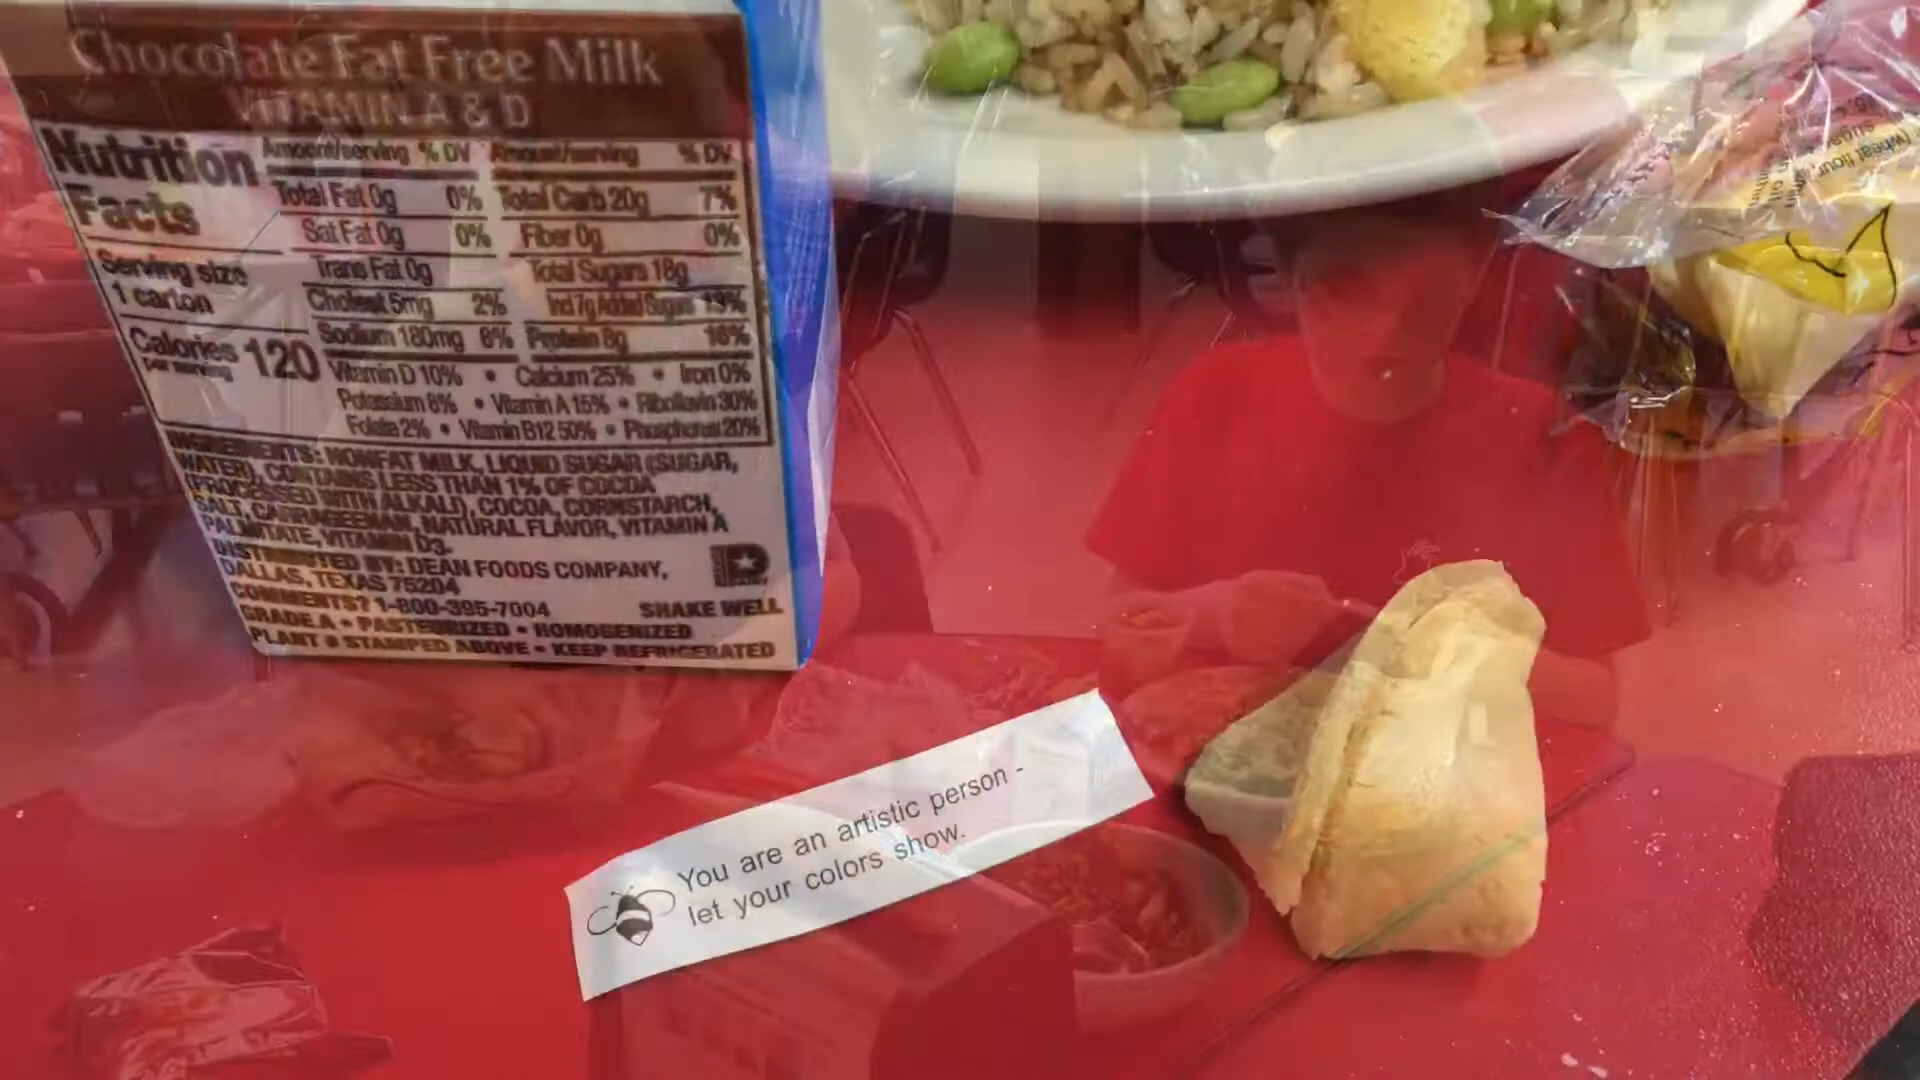 Chocolate Fat Free Milk
VITAMIN A & D
Nutrition
Facts
Serving size
1 carton
Calories 120
per serving
Amount/serving % DV
Total Fat 0g 0%
Sat Fat 0g 0%
Trans Fat 0g
Cholest 5mg 2%
Sodium 180mg 8%
Amount/serving % DV
Total Carb 20g 7%
Fiber 0g 0%
Total Sugars 18g
Incl 7g Added Sugars 13%
Protein 8g 16%
Vitamin D 10% • Calcium 25% • Iron 0%
Potassium 8% • Vitamin A 15% • Riboflavin 30%
Folate 2% • Vitamin B12 50% • Phosphorus 20%
INGREDIENTS: NONFAT MILK, LIQUID SUGAR (SUGAR,
WATER), CONTAINS LESS THAN 1% OF COCOA
(PROCESSED WITH ALKALI), COCOA, CORNSTARCH,
SALT, CARRAGEENAN, NATURAL FLAVOR, VITAMIN A
PALMITATE, VITAMIN D3.
DISTRIBUTED BY: DEAN FOODS COMPANY,
DALLAS, TEXAS 75204
COMMENTS? 1-800-395-7004 SHAKE WELL
GRADE A • PASTEURIZED • HOMOGENIZED
PLANT # STAMPED ABOVE • KEEP REFRIGERATED
You are an artistic person -
let your colors show.